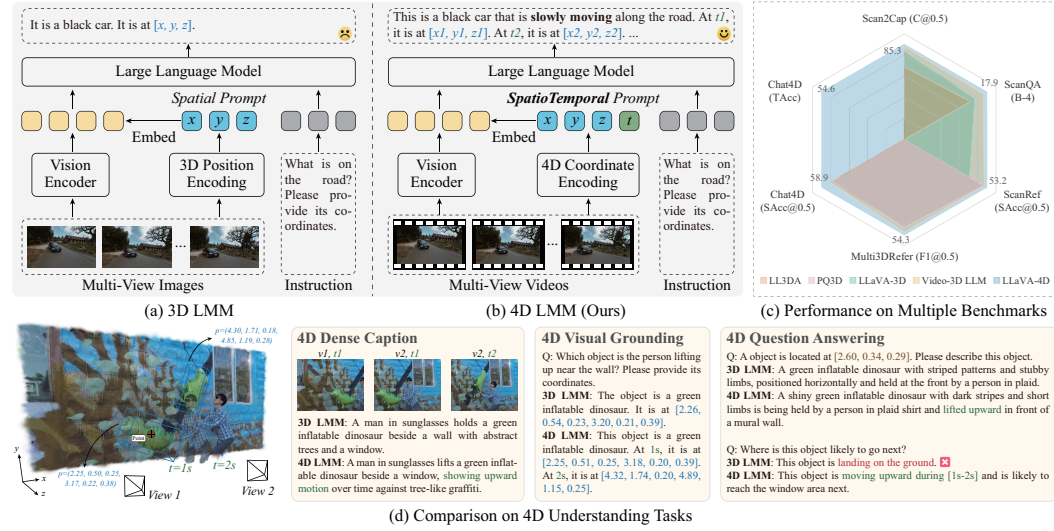 It is a black car. It is at [x, y, z].
Large Language Model
Spatial Prompt
x y z
Embed
Vision
Encoder
3D Position
Encoding
What is on
the road?
Please pro-
vide its co-
ordinates.
...
Multi-View Images
Instruction
(a) 3D LMM
This is a black car that is slowly moving along the road. At t1,
it is at [x1, y1, z1]. At t2, it is at [x2, y2, z2]. ...
Large Language Model
SpatioTemporal Prompt
x y z t
Embed
Vision
Encoder
4D Coordinate
Encoding
What is on
the road?
Please pro-
vide its co-
ordinates.
...
Multi-View Videos
Instruction
(b) 4D LMM (Ours)
Scan2Cap (C@0.5)
85.3
Chat4D
(TAcc)
54.6
17.9
ScanQA
(B-4)
58.9
Chat4D
(SAcc@0.5)
53.2
ScanRef
(SAcc@0.5)
54.3
Multi3DRefer (F1@0.5)
LL3DA PQ3D LLaVA-3D Video-3D LLM LLaVA-4D
(c) Performance on Multiple Benchmarks
p=(4.30, 1.71, 0.18,
4.85, 1.19, 0.28)
Point
t=1s
t=2s
p=(2.25, 0.50, 0.25,
3.17, 0.22, 0.38)
y
x
z
View 1
View 2
4D Dense Caption
v1, t1 v2, t1 v2, t2
3D LMM: A man in sunglasses holds a green
inflatable dinosaur beside a wall with abstract
trees and a window.
4D LMM: A man in sunglasses lifts a green inflat-
able dinosaur beside a window, showing upward
motion over time against tree-like graffiti.
4D Visual Grounding
Q: Which object is the person lifting
up near the wall? Please provide its
coordinates.
3D LMM: The object is a green
inflatable dinosaur. It is at [2.26,
0.54, 0.23, 3.20, 0.21, 0.39].
4D LMM: This object is a green
inflatable dinosaur. At 1s, it is at
[2.25, 0.51, 0.25, 3.18, 0.20, 0.39].
At 2s, it is at [4.32, 1.74, 0.20, 4.89,
1.15, 0.25].
4D Question Answering
Q: A object is located at [2.60, 0.34, 0.29]. Please describe this object.
3D LMM: A green inflatable dinosaur with striped patterns and stubby
limbs, positioned horizontally and held at the front by a person in plaid.
4D LMM: A shiny green inflatable dinosaur with dark stripes and short
limbs is being held by a person in plaid shirt and lifted upward in front of
a mural wall.
Q: Where is this object likely to go next?
3D LMM: This object is landing on the ground.
4D LMM: This object is moving upward during [1s-2s] and is likely to
reach the window area next.
(d) Comparison on 4D Understanding Tasks